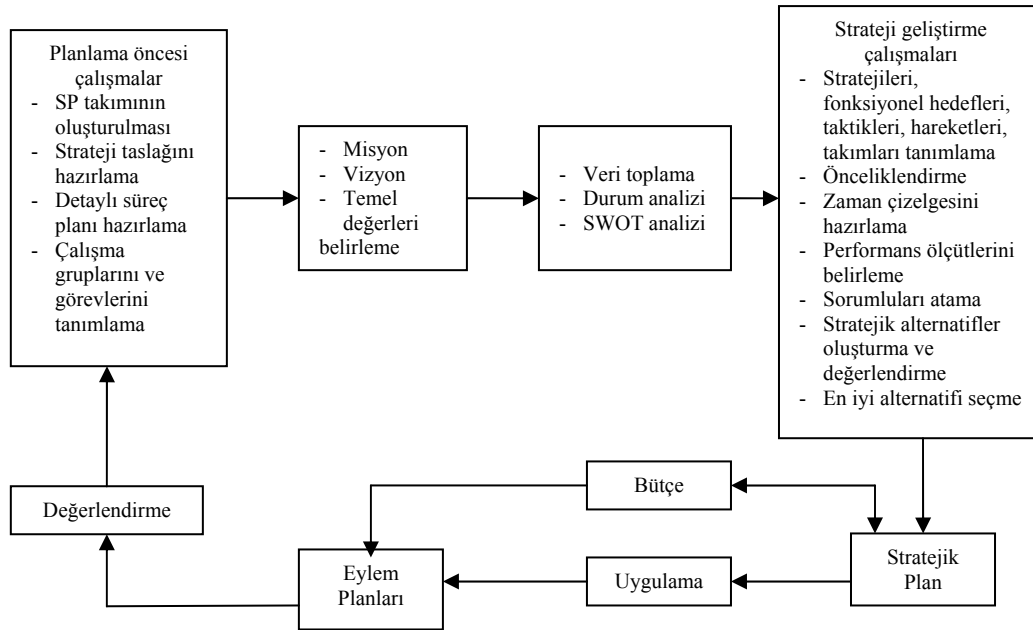 Planlama öncesi
çalışmalar
- SP takımının
oluşturulması
- Strateji taslağını
hazırlama
- Detaylı süreç
planı hazırlama
- Çalışma
gruplarını ve
görevlerini
tanımlama
- Misyon
- Vizyon
- Temel
değerleri
belirleme
- Veri toplama
- Durum analizi
- SWOT analizi
Strateji geliştirme
çalışmaları
- Stratejileri,
fonksiyonel hedefleri,
taktikleri, hareketleri,
takımları tanımlama
- Önceliklendirme
- Zaman çizelgesini
hazırlama
- Performans ölçütlerini
belirleme
- Sorumluları atama
- Stratejik alternatifler
oluşturma ve
değerlendirme
- En iyi alternatifi seçme
Stratejik
Plan
Bütçe
Uygulama
Eylem
Planları
Değerlendirme